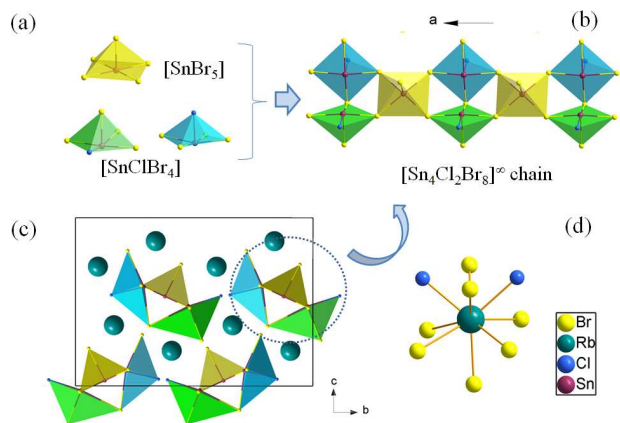 (a)
[SnBr5]
[SnClBr4]
a
(b)
[Sn4Cl2Br8]∞ chain
(c)
c
b
(d)
Br
Rb
Cl
Sn